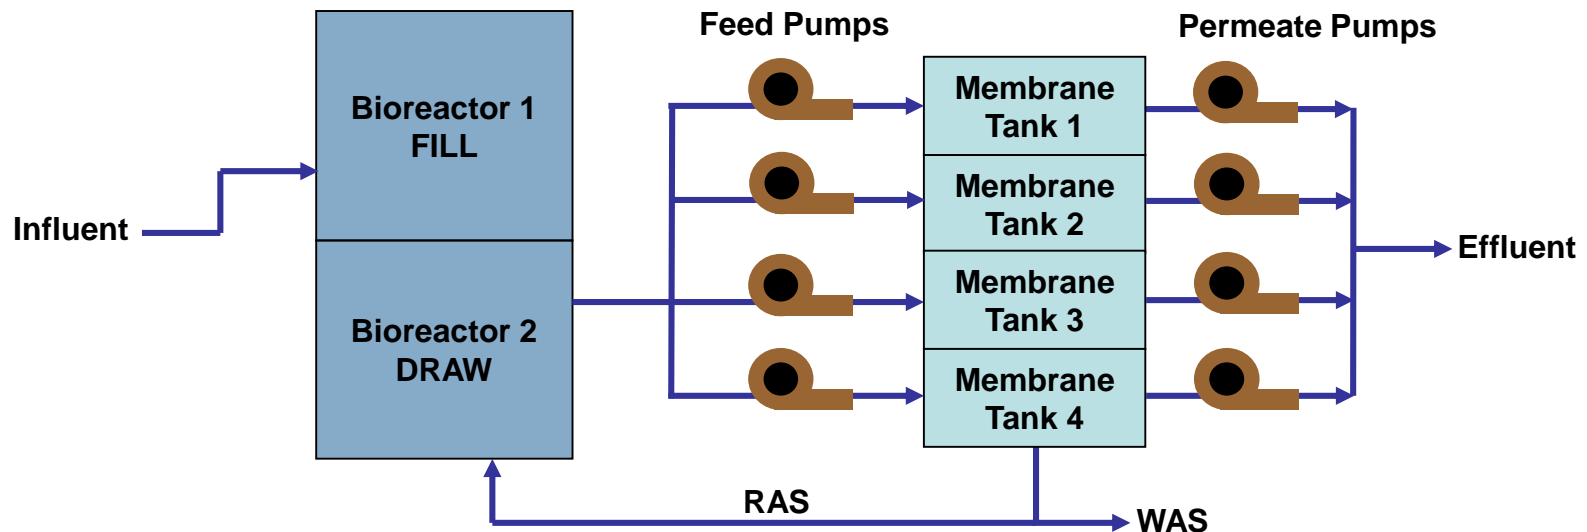 Feed Pumps
Permeate Pumps
Bioreactor 1
FILL
Membrane
Tank 1
Membrane
Tank 2
Influent
Effluent
Bioreactor 2
DRAW
Membrane
Tank 3
Membrane
Tank 4
RAS
WAS